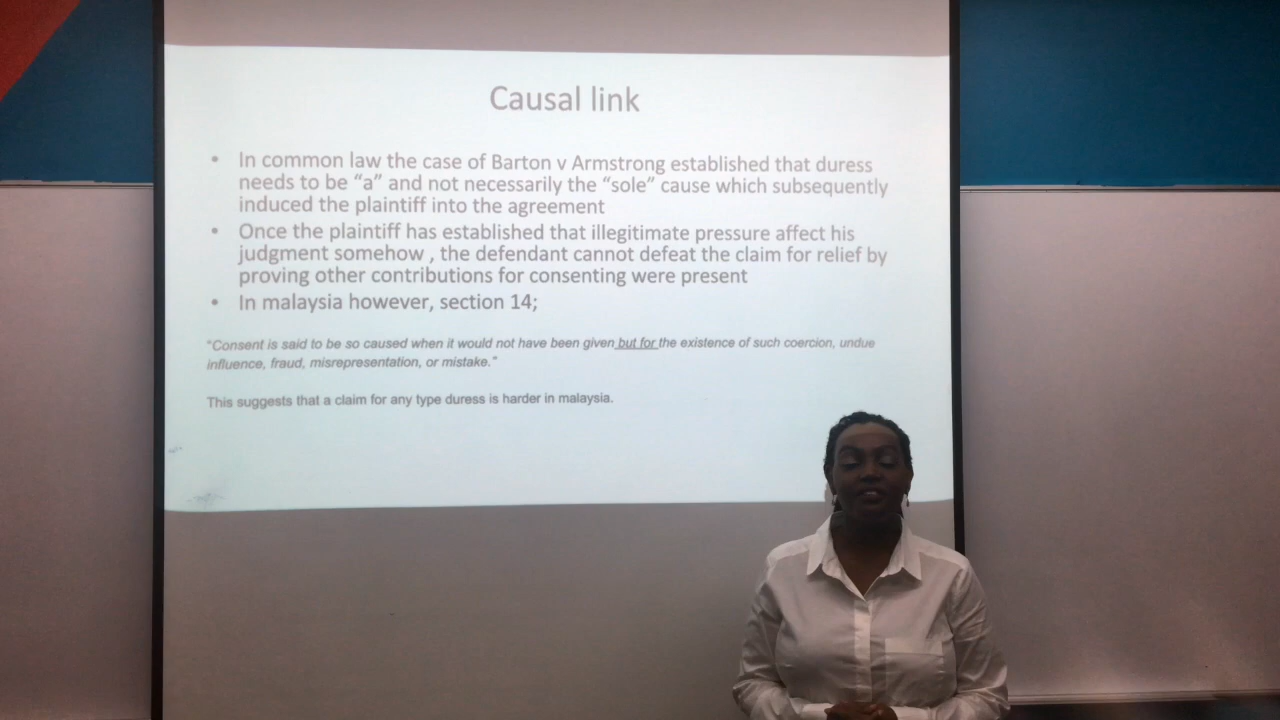 Causal link
• In common law the case of Barton v Armstrong established that duress
needs to be “a” and not necessarily the “sole” cause which subsequently
induced the plaintiff into the agreement
• Once the plaintiff has established that illegitimate pressure affect his
judgment somehow , the defendant cannot defeat the claim for relief by
proving other contributions for consenting were present
• In malaysia however, section 14;
“Consent is said to be so caused when it would not have been given but for the existence of such coercion, undue
influence, fraud, misrepresentation, or mistake.”
This suggests that a claim for any type duress is harder in malaysia.